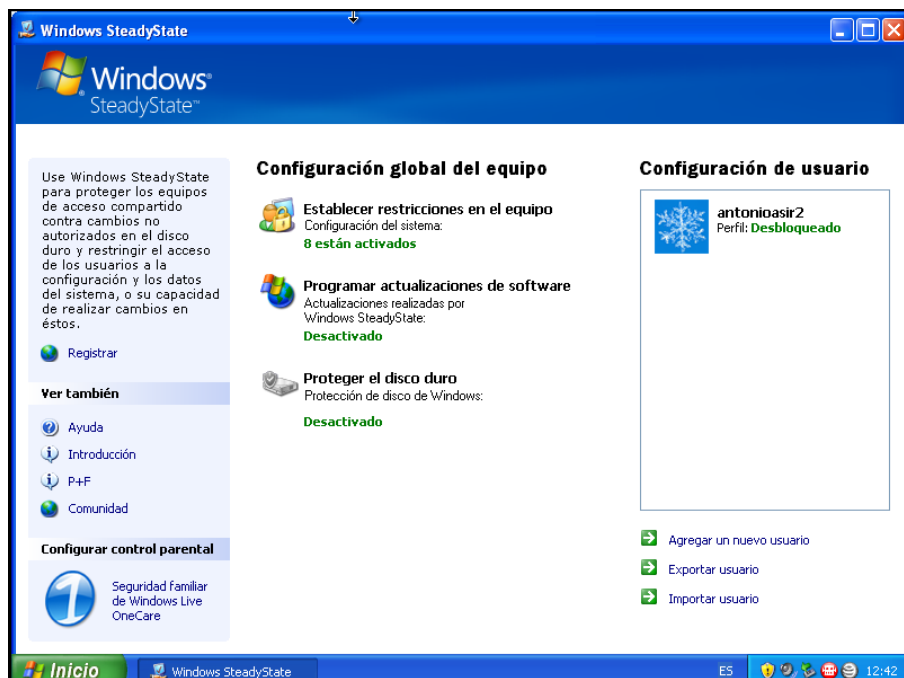 Windows SteadyState
Windows®
SteadyState™
Use Windows SteadyState
para proteger los equipos
de acceso compartido
contra cambios no
autorizados en el disco
duro y restringir el acceso
de los usuarios a la
configuración y los datos
del sistema, o su capacidad
de realizar cambios en
éstos.
Registrar
Ver también
Ayuda
Introducción
P+F
Comunidad
Configurar control parental
1
Seguridad familiar
de Windows Live
OneCare
Configuración global del equipo
Establecer restricciones en el equipo
Configuración del sistema:
8 están activados
Programar actualizaciones de software
Actualizaciones realizadas por
Windows SteadyState:
Desactivado
Proteger el disco duro
Protección de disco de Windows:
Desactivado
Configuración de usuario
antonioasir2
Perfil: Desbloqueado
Agregar un nuevo usuario
Exportar usuario
Importar usuario
Inicio
Windows SteadyState
ES
12:42